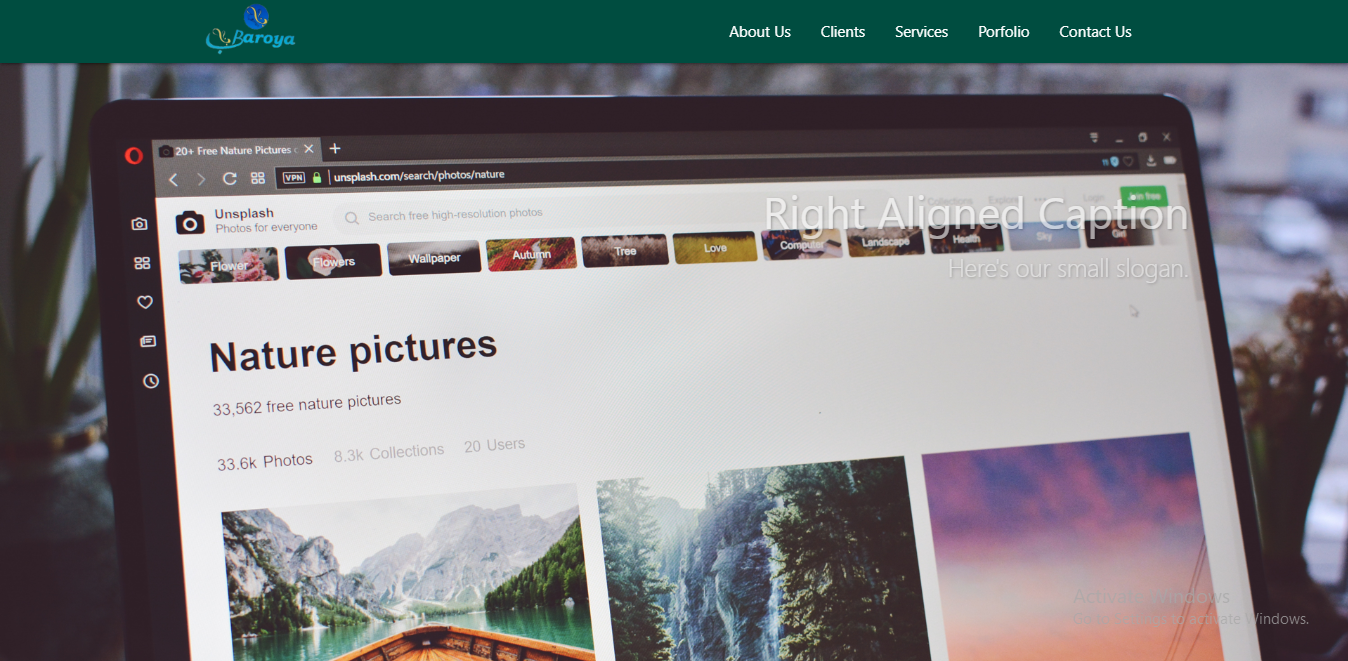 Baroya
About Us
Clients
Services
Porfolio
Contact Us
20+ Free Nature Pictures
VPN
unsplash.com/search/photos/nature
Unsplash
Photos for everyone
Search free high-resolution photos
Collections
Login
Join free
Right Aligned Caption
Flower
Flowers
Wallpaper
Autumn
Tree
Love
Computer
Landscape
Health
Sky
Here's our small slogan.
Nature pictures
33,562 free nature pictures
33.6k Photos
8.3k Collections
20 Users
Activate Windows
Go to Settings to activate Windows.